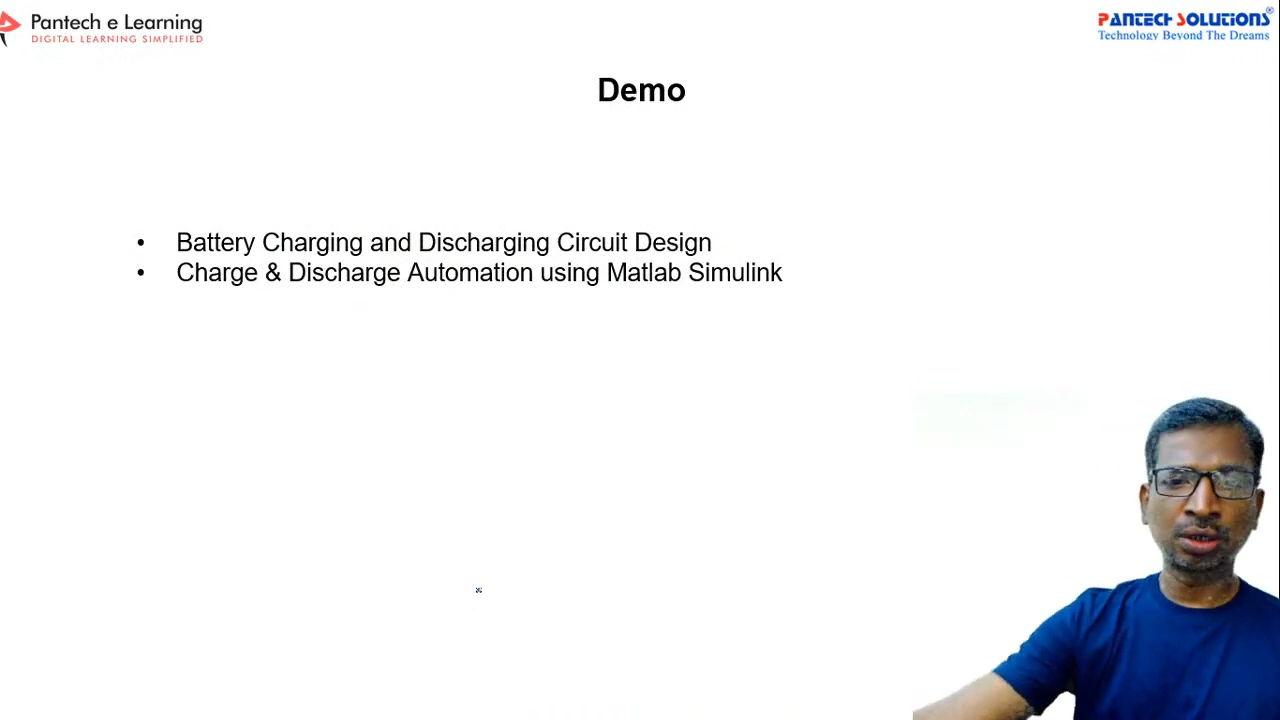 Pantech e Learning
DIGITAL LEARNING SIMPLIFIED
PANTECH SOLUTIONS®
Technology Beyond The Dreams
Demo
• Battery Charging and Discharging Circuit Design
• Charge & Discharge Automation using Matlab Simulink